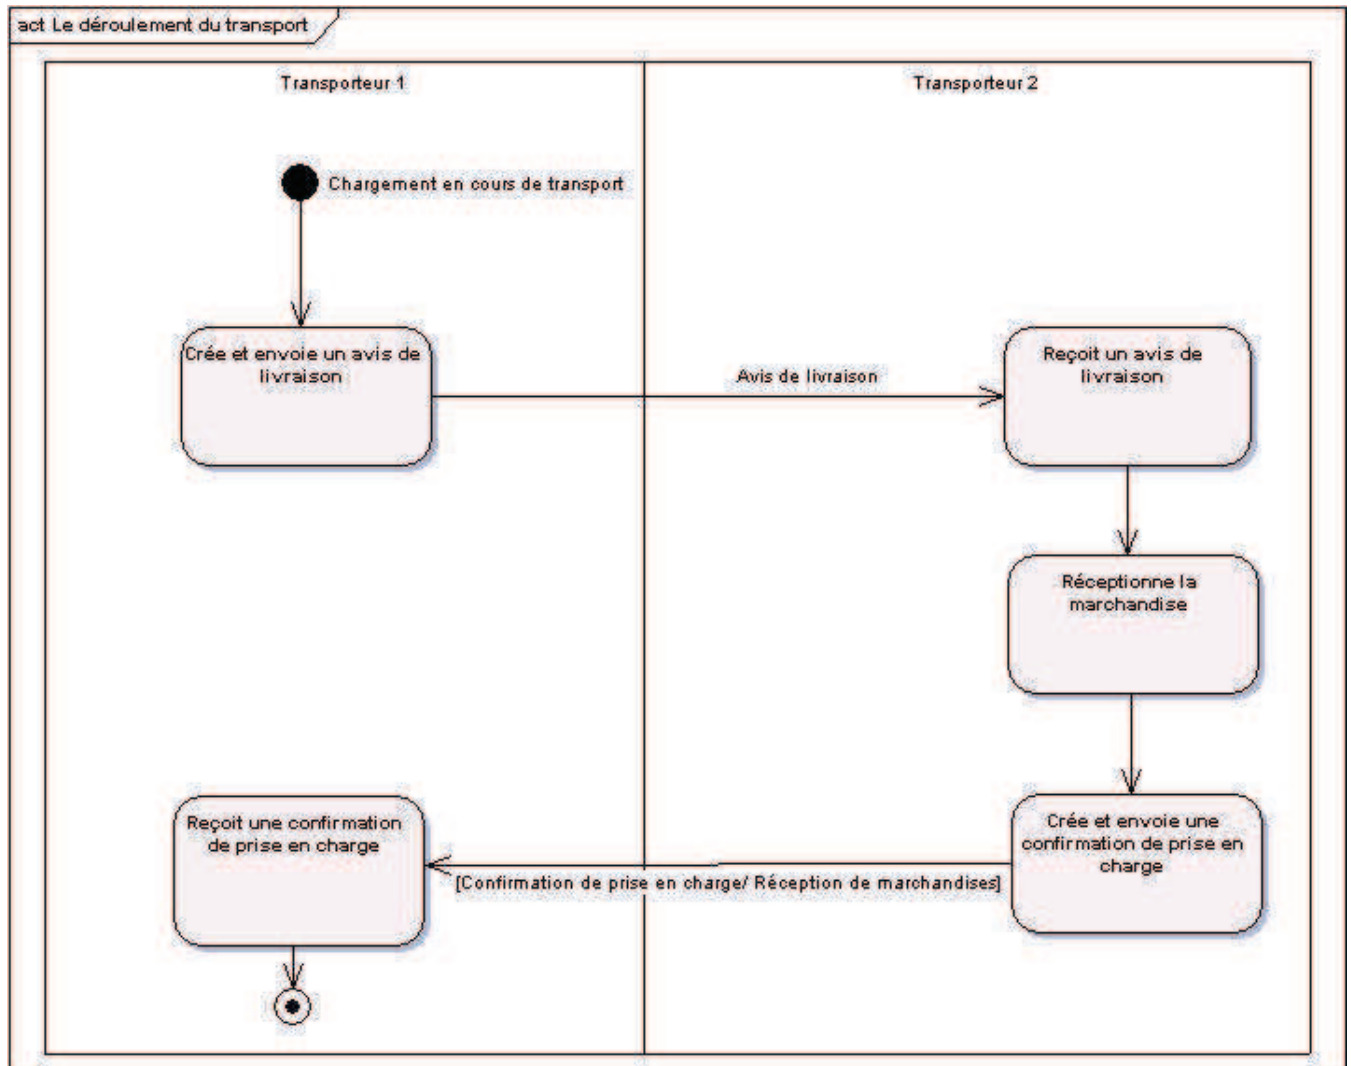 act Le déroulement du transport
Transporteur 1
Transporteur 2
Chargement en cours de transport
Crée et envoie un avis de
livraison
Avis de livraison
Reçoit un avis de
livraison
Réceptionne la
marchandise
Reçoit une confirmation
de prise en charge
[Confirmation de prise en charge/ Réception de marchandises]
Crée et envoie une
confirmation de prise en
charge